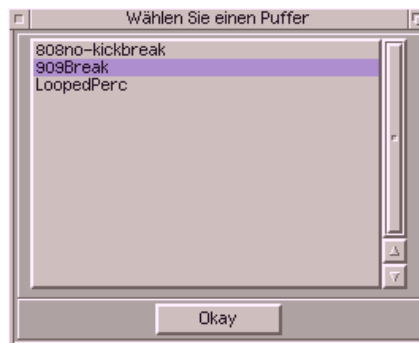 Wählen Sie einen Puffer
808no-kickbreak
909Break
LoopedPerc
Okay